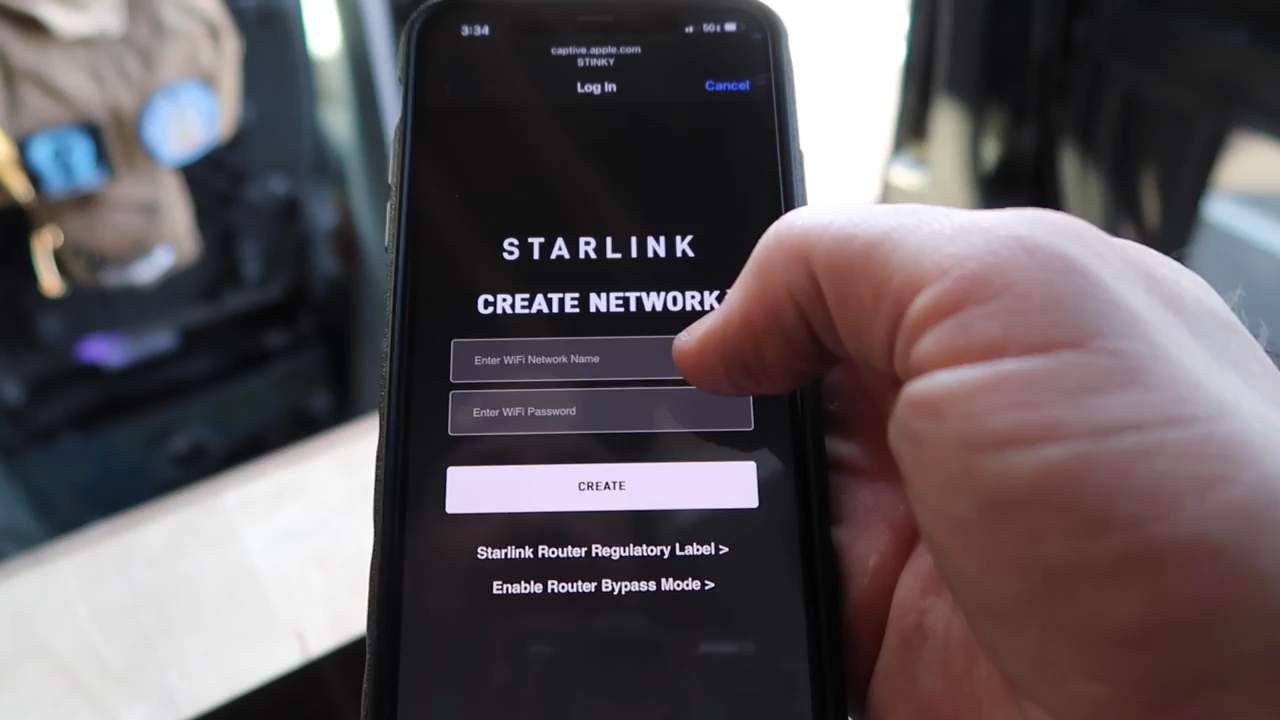 3:34
captive.apple.com
STINKY
Log In
Cancel
STARLINK
CREATE NETWORK
Enter WiFi Network Name
Enter WiFi Password
CREATE
Starlink Router Regulatory Label >
Enable Router Bypass Mode >